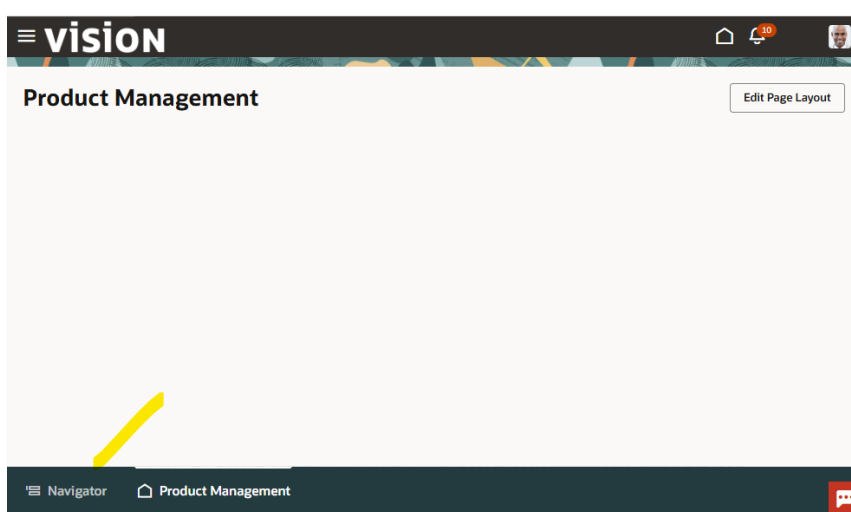 vision
10
Product Management
Edit Page Layout
Navigator
Product Management